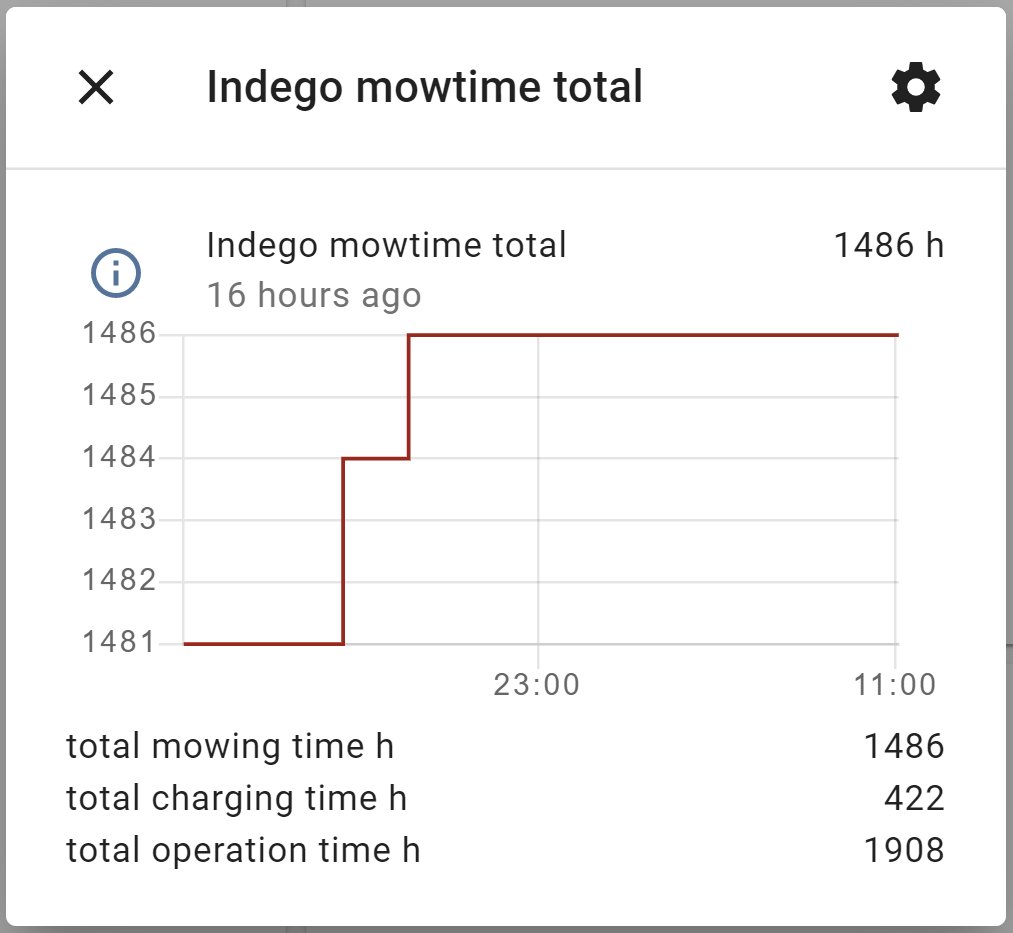 Indego mowtime total
Indego mowtime total 1486 h
16 hours ago
1486
1485
1484
1483
1482
1481
23:00 11:00
total mowing time h 1486
total charging time h 422
total operation time h 1908